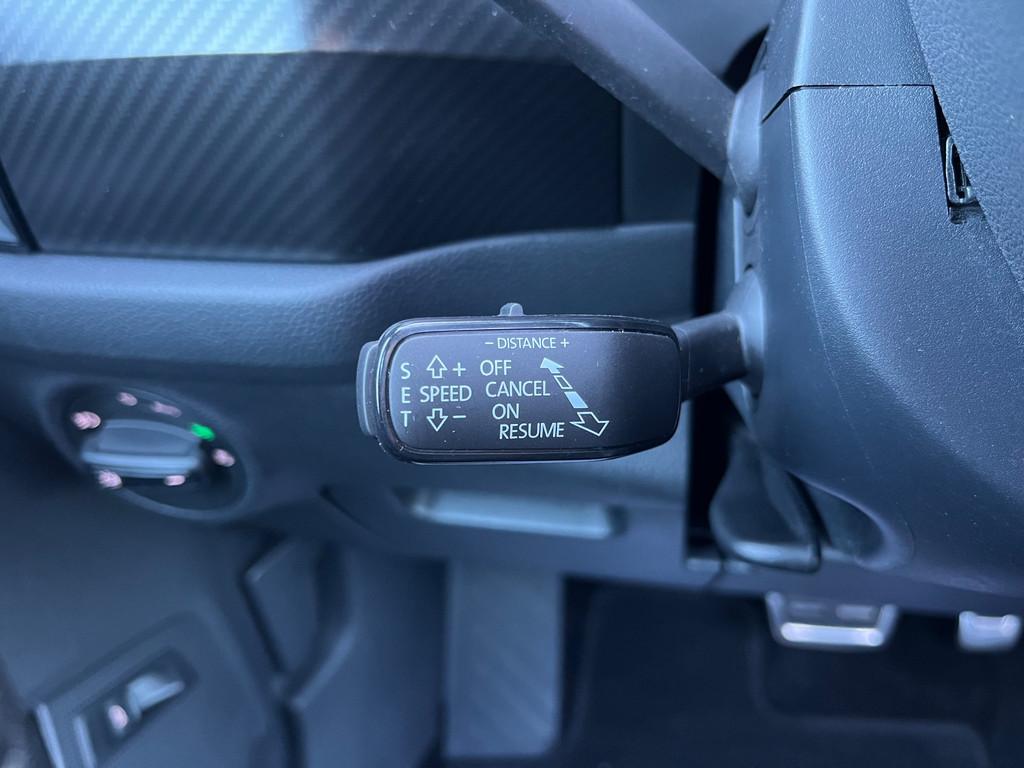 − DISTANCE +
S + OFF
E SPEED CANCEL
T − ON
RESUME